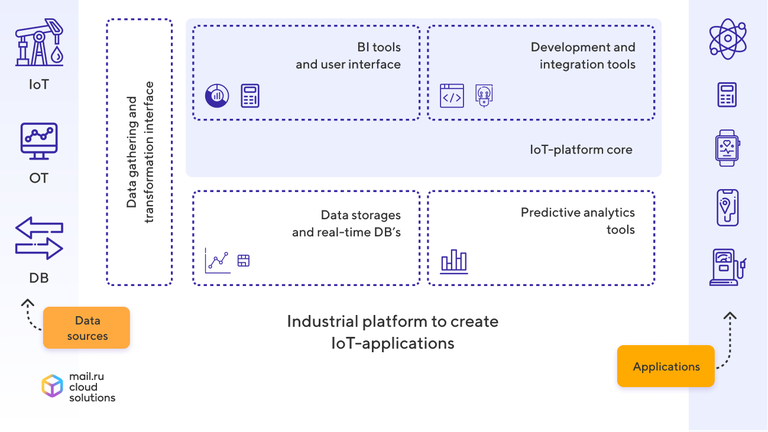 IoT
OT
DB
Data
sources
mail.ru
cloud
solutions
Data gathering and
transformation interface
BI tools
and user interface
Development and
integration tools
</>
IoT-platform core
Data storages
and real-time DB’s
Predictive analytics
tools
Industrial platform to create
IoT-applications
Applications